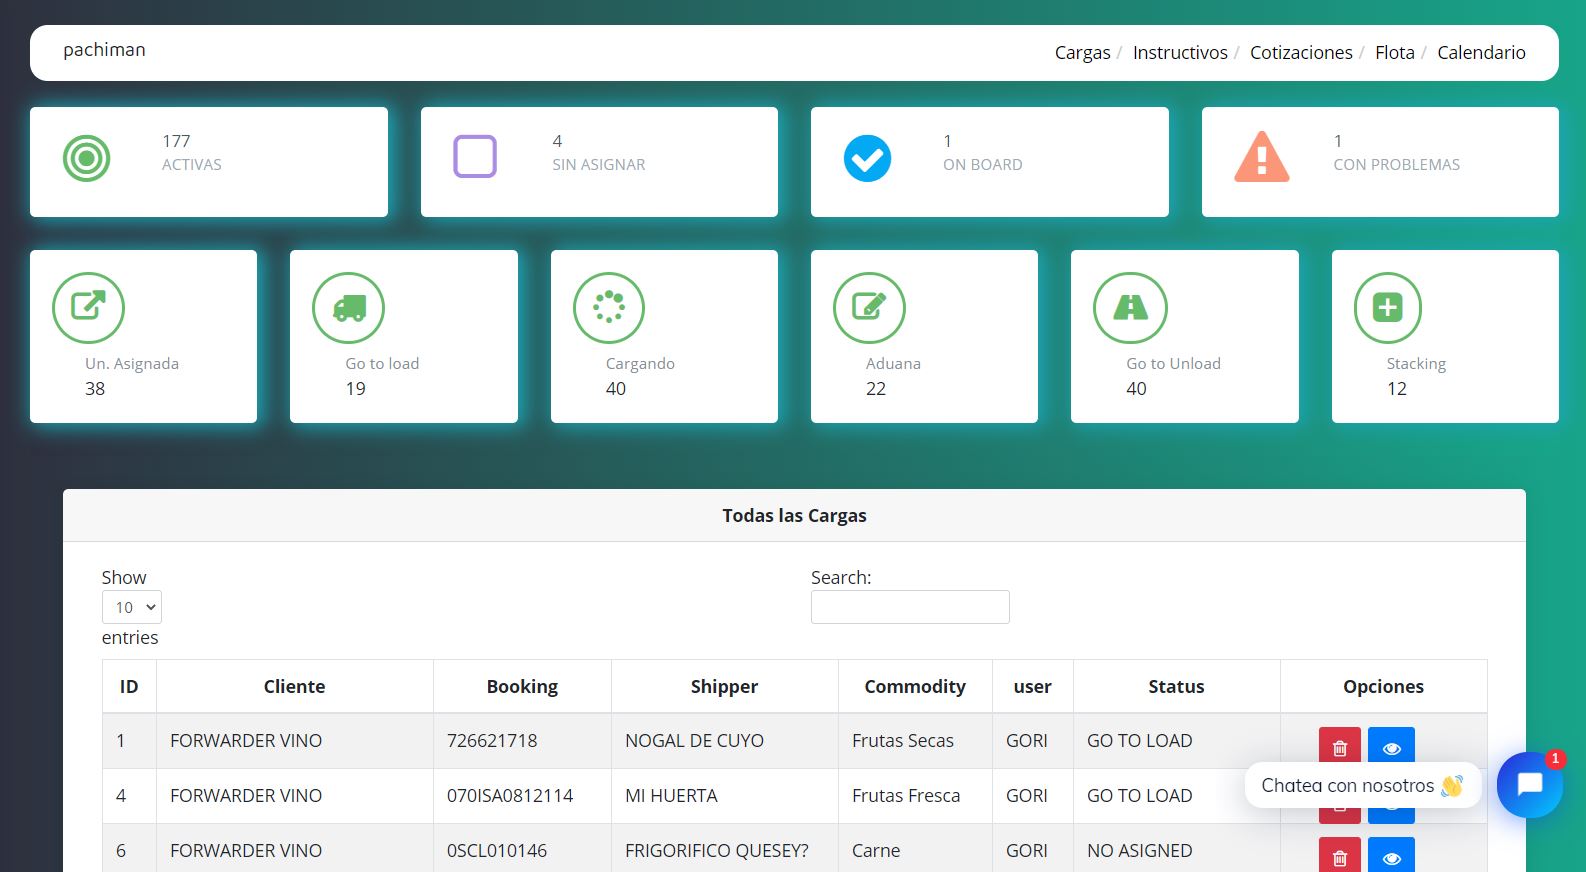 pachiman
Cargas / Instructivos / Cotizaciones / Flota / Calendario
177
ACTIVAS
4
SIN ASIGNAR
1
ON BOARD
1
CON PROBLEMAS
Un. Asignada
38
Go to load
19
Cargando
40
Aduana
22
Go to Unload
40
Stacking
12
Todas las Cargas
Show
10
entries
Search:
ID Cliente Booking Shipper Commodity user Status Opciones
1 FORWARDER VINO 726621718 NOGAL DE CUYO Frutas Secas GORI GO TO LOAD
4 FORWARDER VINO 070ISA0812114 MI HUERTA Frutas Fresca GORI GO TO LOAD
6 FORWARDER VINO 0SCL010146 FRIGORIFICO QUESEY? Carne GORI NO ASIGNED
Chatea con nosotros 👋
1